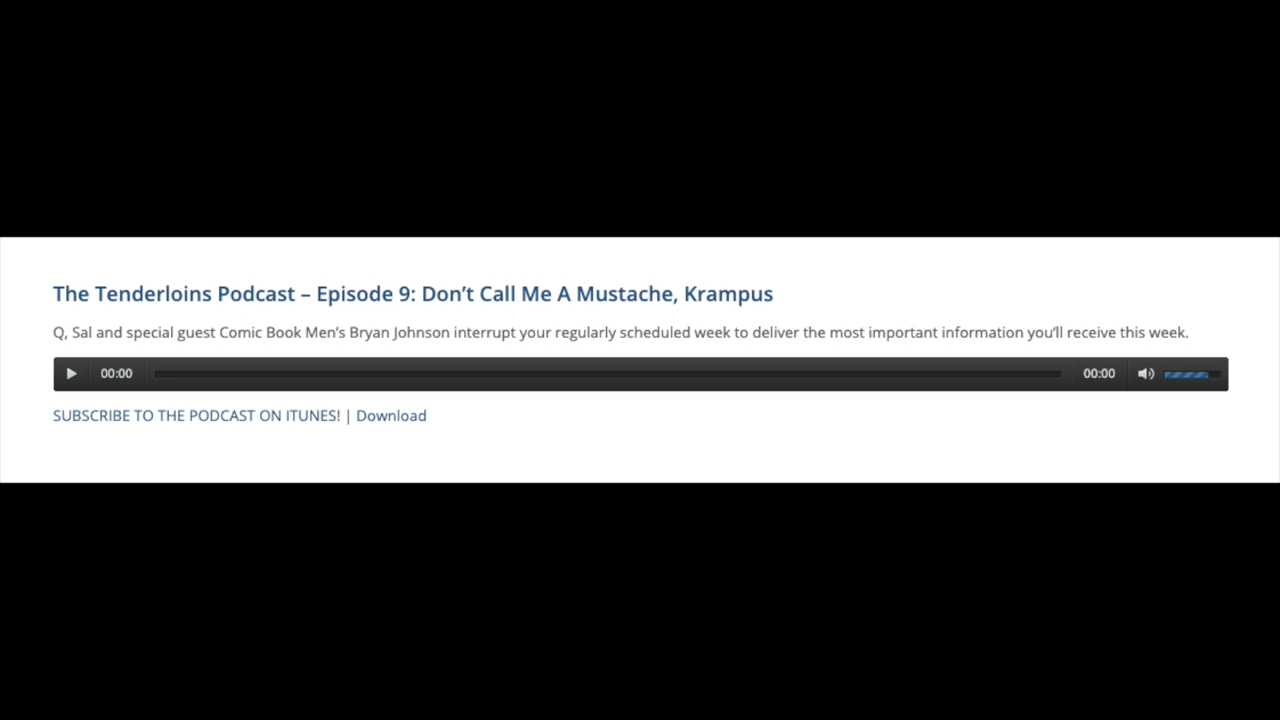 The Tenderloins Podcast – Episode 9: Don’t Call Me A Mustache, Krampus
Q, Sal and special guest Comic Book Men’s Bryan Johnson interrupt your regularly scheduled week to deliver the most important information you’ll receive this week.
00:00 00:00
SUBSCRIBE TO THE PODCAST ON ITUNES! | Download